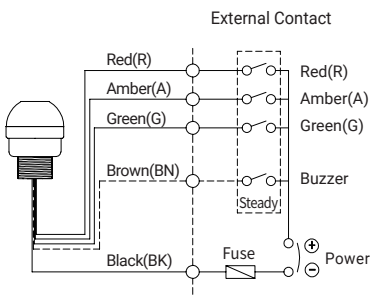 External Contact
Red(R)
Red(R)
Amber(A)
Amber(A)
Green(G)
Green(G)
Brown(BN)
Buzzer
Steady
Black(BK)
Fuse
+
Power
−